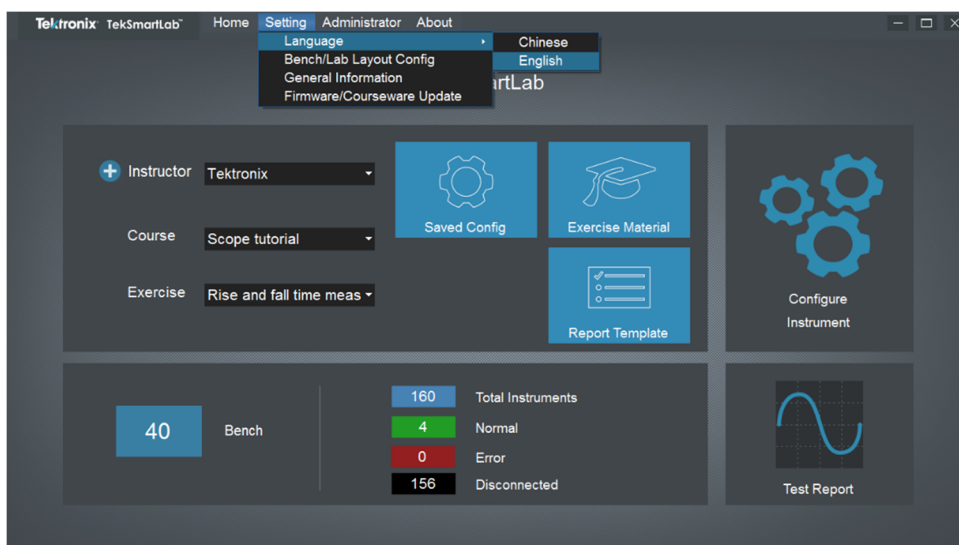 Tektronix TekSmartLab™ Home Setting Administrator About
Language
Chinese
Bench/Lab Layout Config
English
General Information
Firmware/Courseware Update
artLab
Instructor Tektronix
Course Scope tutorial
Exercise Rise and fall time meas
Saved Config
Exercise Material
Report Template
Configure
Instrument
40 Bench
160 Total Instruments
4 Normal
0 Error
156 Disconnected
Test Report